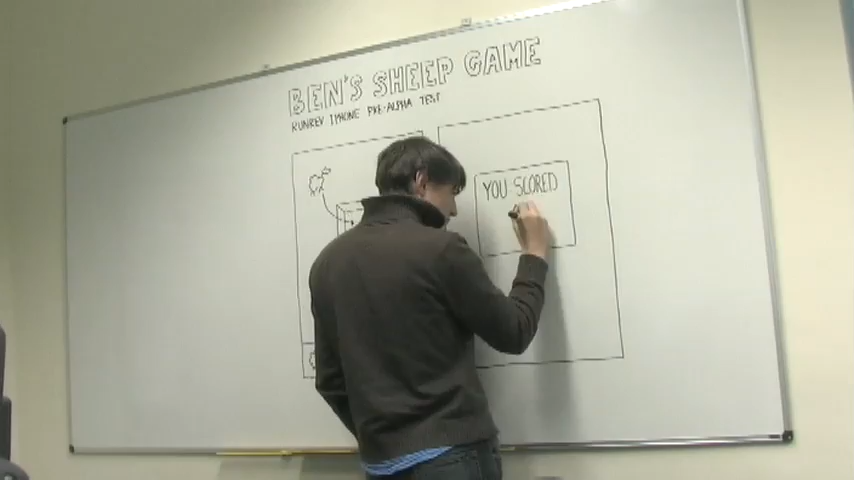 BEN'S SHEEP GAME
RUNREV IPHONE PRE-ALPHA TEST
YOU SCORED